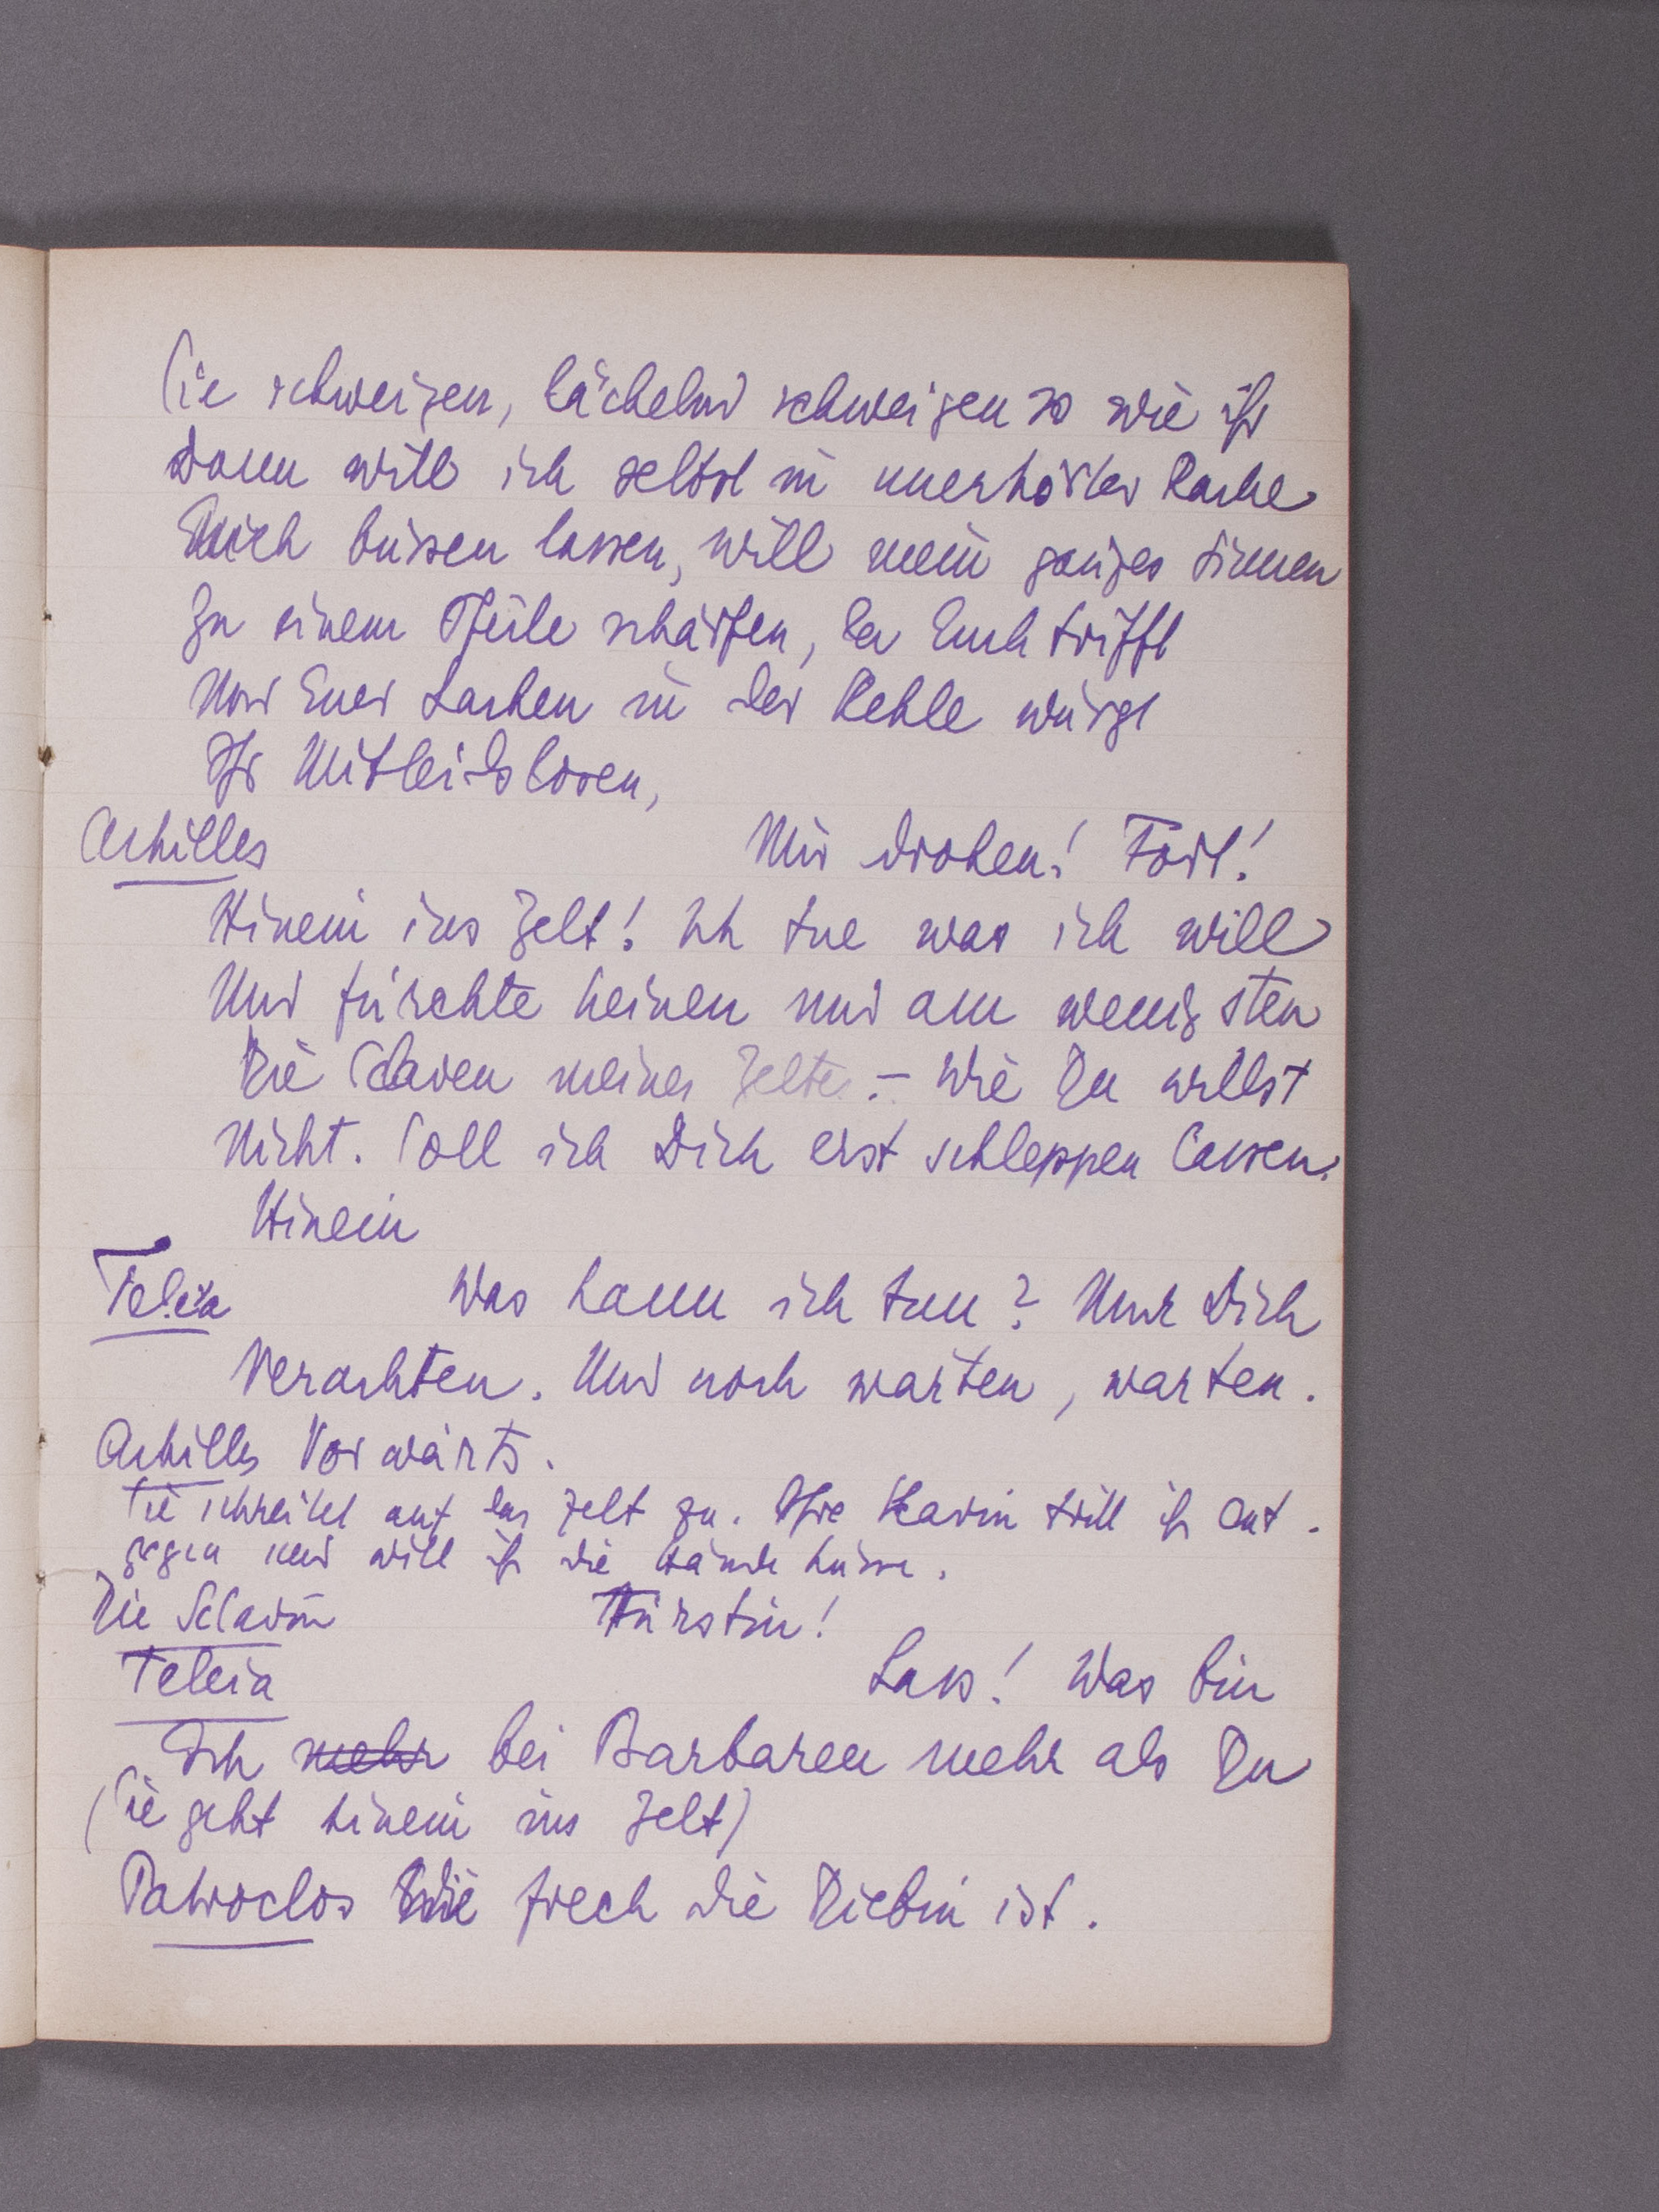 Sie schweigen, lächelnd schweigen so wie ihr
Dann will ich selbst in unerhörter Rache
Euch büssen lassen, will mein ganzes Sinnen
Zu einem Pfeile schärfen, der Euch trifft
Und Euer Lachen in der Kehle würgt
Ihr Mitleidslosen,
Achilles Mir drohen! Fort!
Hinein ins Zelt! Ich tue was ich will
Und fürchte keinen und am wenigsten
Die Sclaven meines Zeltes. – Wie Du willst
Nicht. Soll ich Dich erst schleppen lassen.
Hinein
Teleia Was kann ich tun? Nur Dich
Verachten. Und noch warten, warten.
Achilles Vorwärts.
Sie schreitet auf das Zelt zu. Ihre Sklavin tritt ihr ent-
gegen und will ihr die Hände küssen.
Die Sclavin Fürstin!
Teleia Lass! Was bin
Ich mehr bei Barbaren mehr als Du
(Sie geht hinein ins Zelt)
Patroclos Wie frech die Diebin ist.